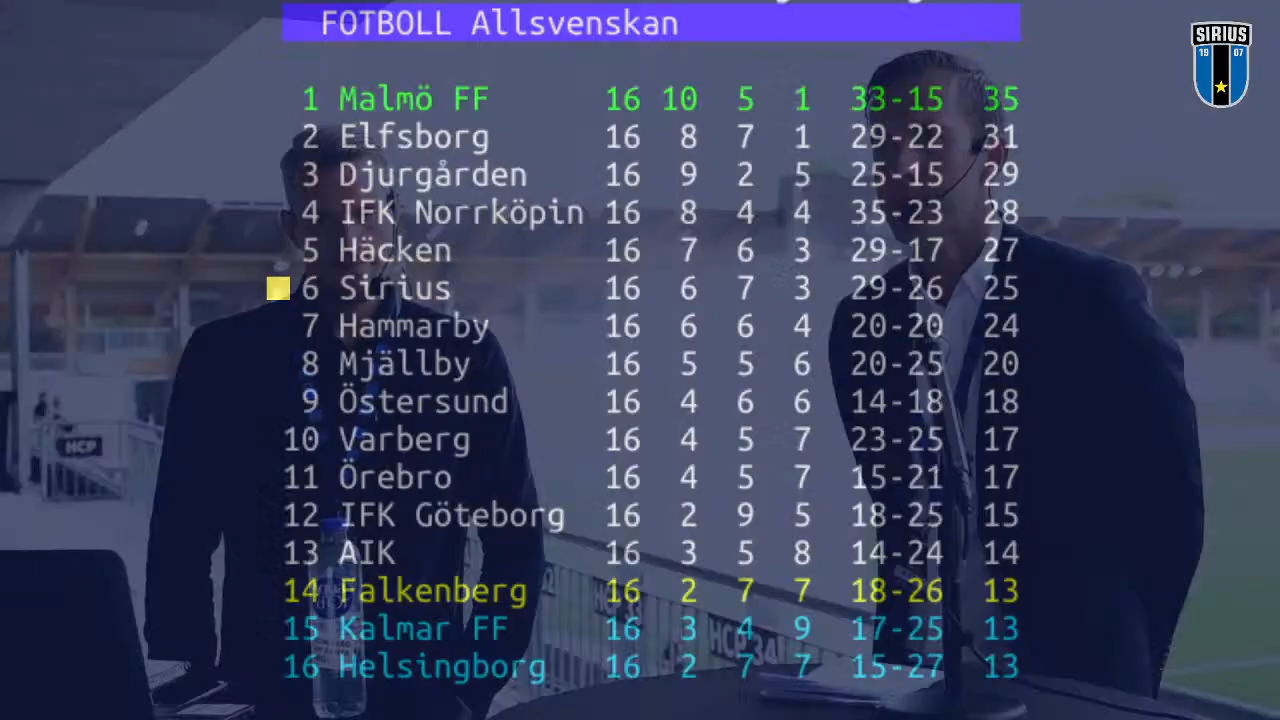 FOTBOLL Allsvenskan
SIRIUS
19 07
1 Malmö FF 16 10 5 1 33-15 35
2 Elfsborg 16 8 7 1 29-22 31
3 Djurgården 16 9 2 5 25-15 29
4 IFK Norrköpin 16 8 4 4 35-23 28
5 Häcken 16 7 6 3 29-17 27
6 Sirius 16 6 7 3 29-26 25
7 Hammarby 16 6 6 4 20-20 24
8 Mjällby 16 5 5 6 20-25 20
9 Östersund 16 4 6 6 14-18 18
10 Varberg 16 4 5 7 23-25 17
HCP
11 Örebro 16 4 5 7 15-21 17
12 IFK Göteborg 16 2 9 5 18-25 15
13 AIK 16 3 5 8 14-24 14
14 Falkenberg 16 2 7 7 18-26 13
15 Kalmar FF 16 3 4 9 17-25 13
HCP 34
16 Helsingborg 16 2 7 7 15-27 13